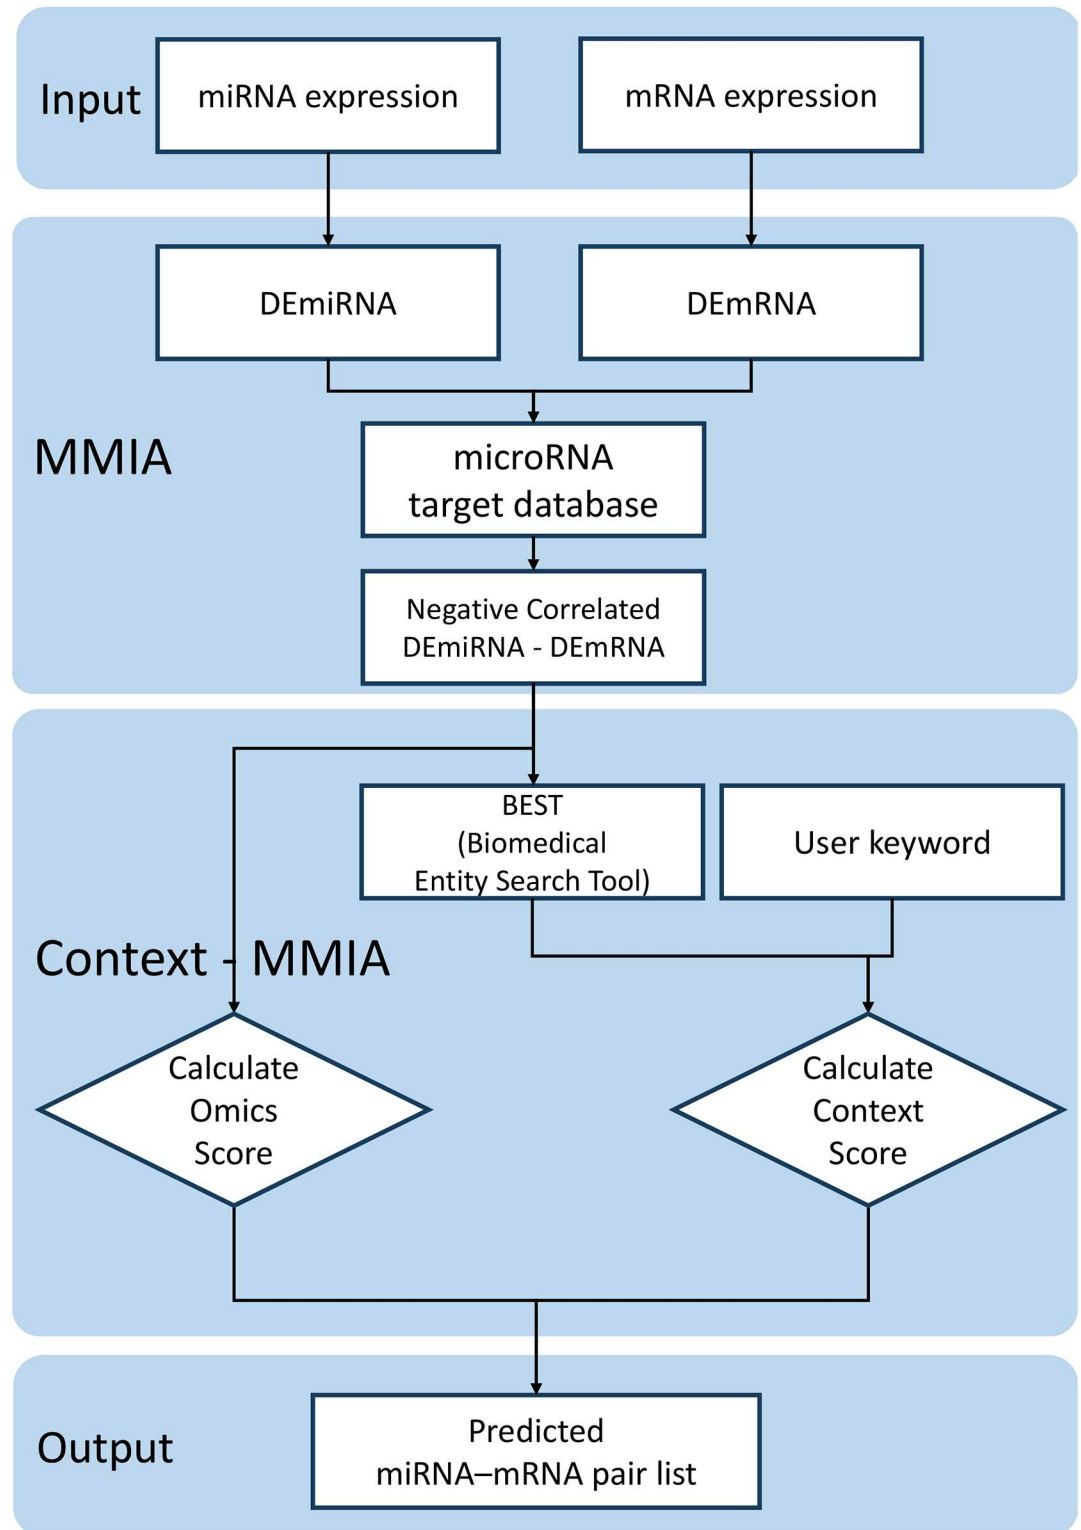 Input
miRNA expression
mRNA expression
MMIA
DEmiRNA
DEmRNA
microRNA
target database
Negative Correlated
DEmiRNA - DEmRNA
Context - MMIA
BEST
(Biomedical
Entity Search Tool)
User keyword
Calculate
Omics
Score
Calculate
Context
Score
Output
Predicted
miRNA–mRNA pair list